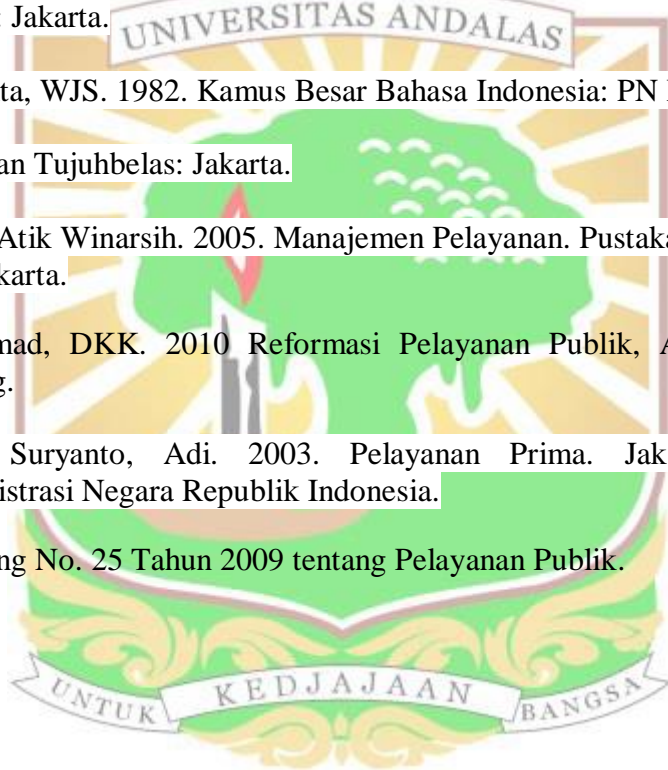 : Jakarta.
UNIVERSITAS ANDALAS
ta, WJS. 1982. Kamus Besar Bahasa Indonesia: PN
an Tujuhbelas: Jakarta.
Atik Winarsih. 2005. Manajemen Pelayanan. Pustaka
karta.
mad, DKK. 2010 Reformasi Pelayanan Publik, A
g.
Suryanto, Adi. 2003. Pelayanan Prima. Jak
istrasi Negara Republik Indonesia.
ng No. 25 Tahun 2009 tentang Pelayanan Publik.
UNTUK KEDJAJAAN BANGSA